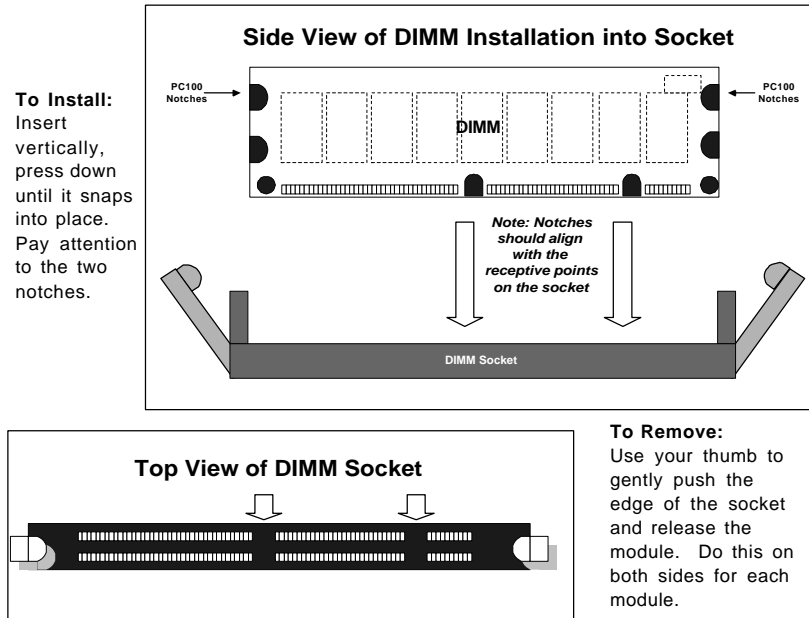 Side View of DIMM Installation into Socket
To Install:
Insert
vertically,
press down
until it snaps
into place.
Pay attention
to the two
notches.
PC100
Notches
PC100
Notches
DIMM
Note: Notches
should align
with the
receptive points
on the socket
DIMM Socket
Top View of DIMM Socket
To Remove:
Use your thumb to
gently push the
edge of the socket
and release the
module. Do this on
both sides for each
module.